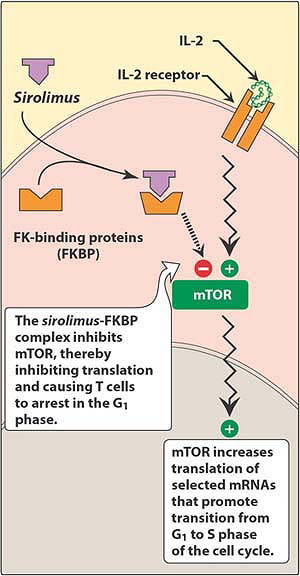 IL-2
IL-2 receptor
Sirolimus
FK-binding proteins
(FKBP)
−
+
mTOR
The sirolimus-FKBP
complex inhibits
mTOR, thereby
inhibiting translation
and causing T cells
to arrest in the G1
phase.
+
mTOR increases
translation of
selected mRNAs
that promote
transition from
G1 to S phase
of the cell cycle.